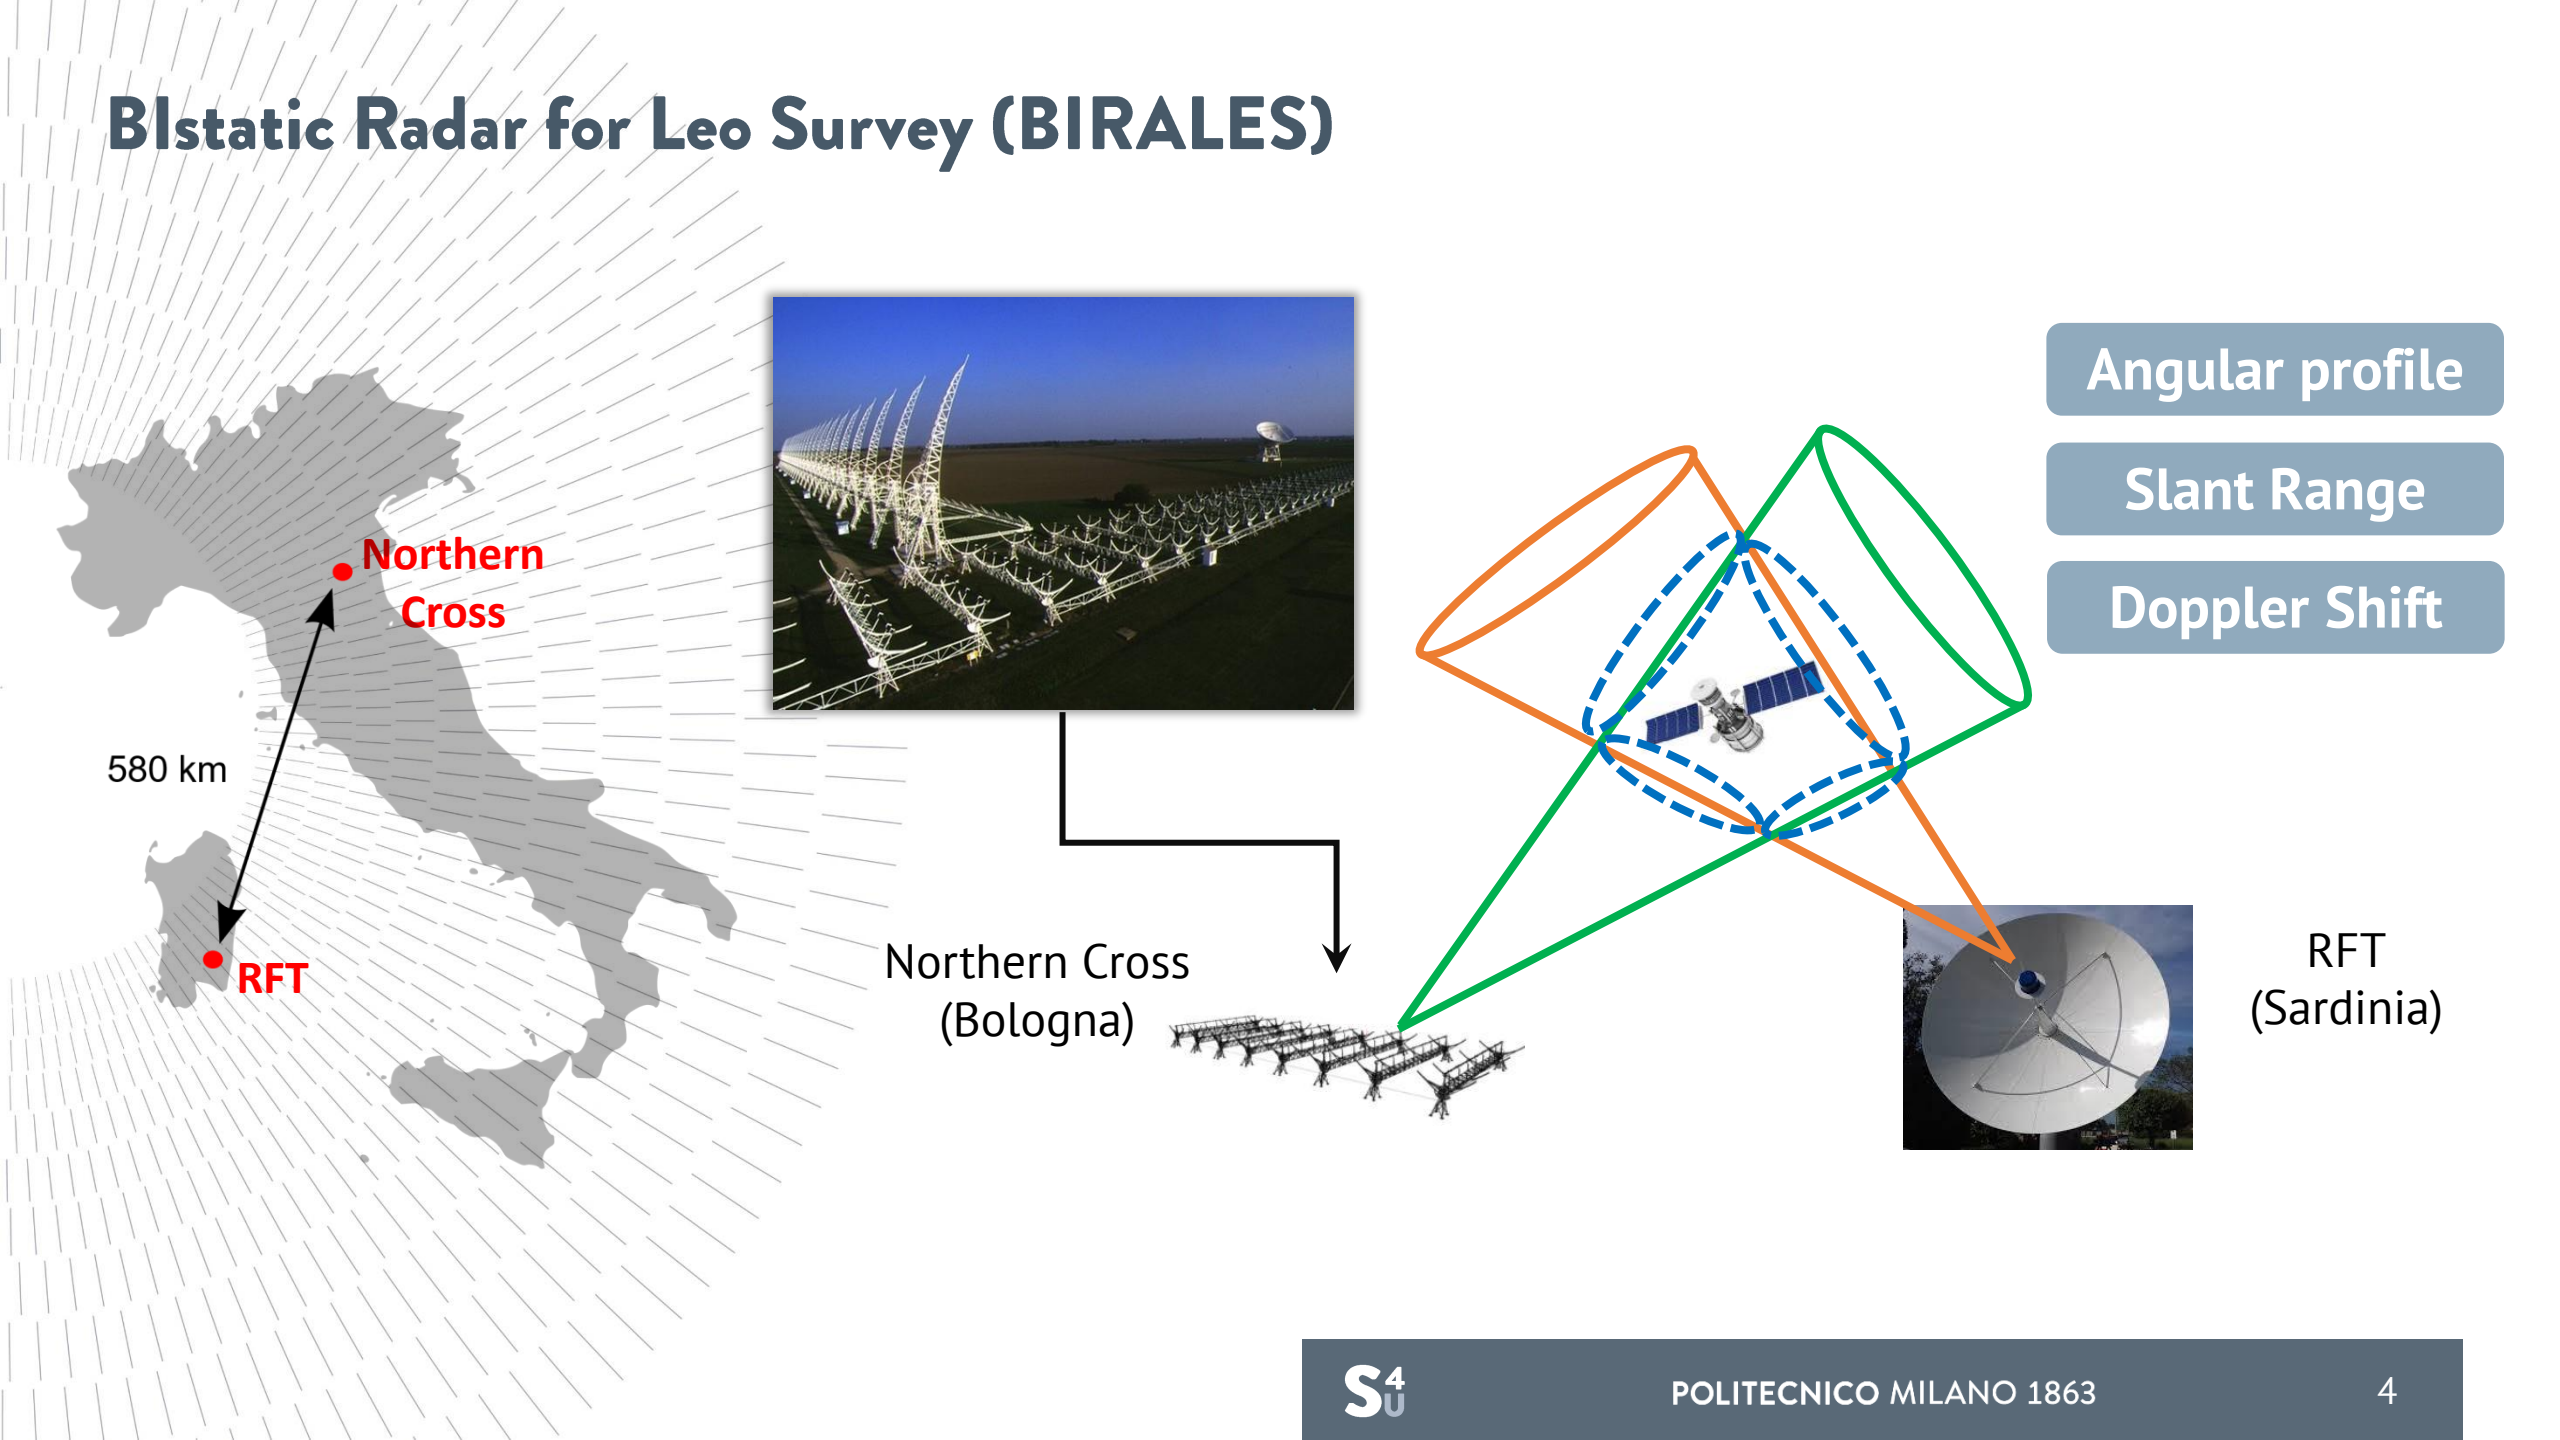 BIstatic Radar for Leo Survey (BIRALES)
Northern
Cross
580 km
RFT
Northern Cross
(Bologna)
Angular profile
Slant Range
Doppler Shift
RFT
(Sardinia)
S4U
POLITECNICO MILANO 1863
4